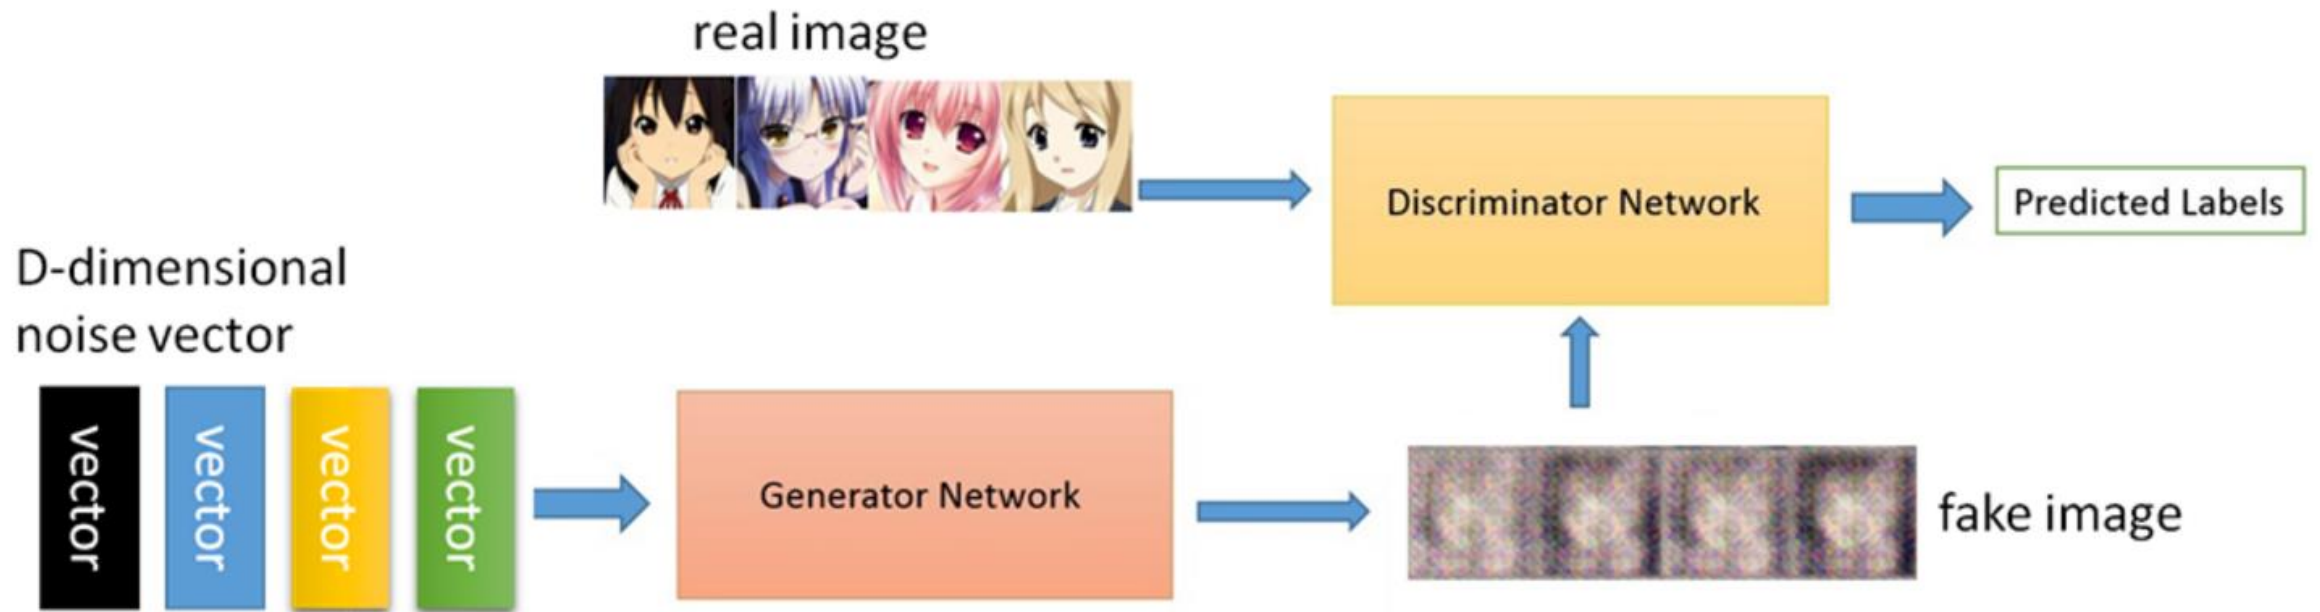 real image
Discriminator Network
Predicted Labels
D-dimensional
noise vector
vector
vector
vector
vector
Generator Network
fake image